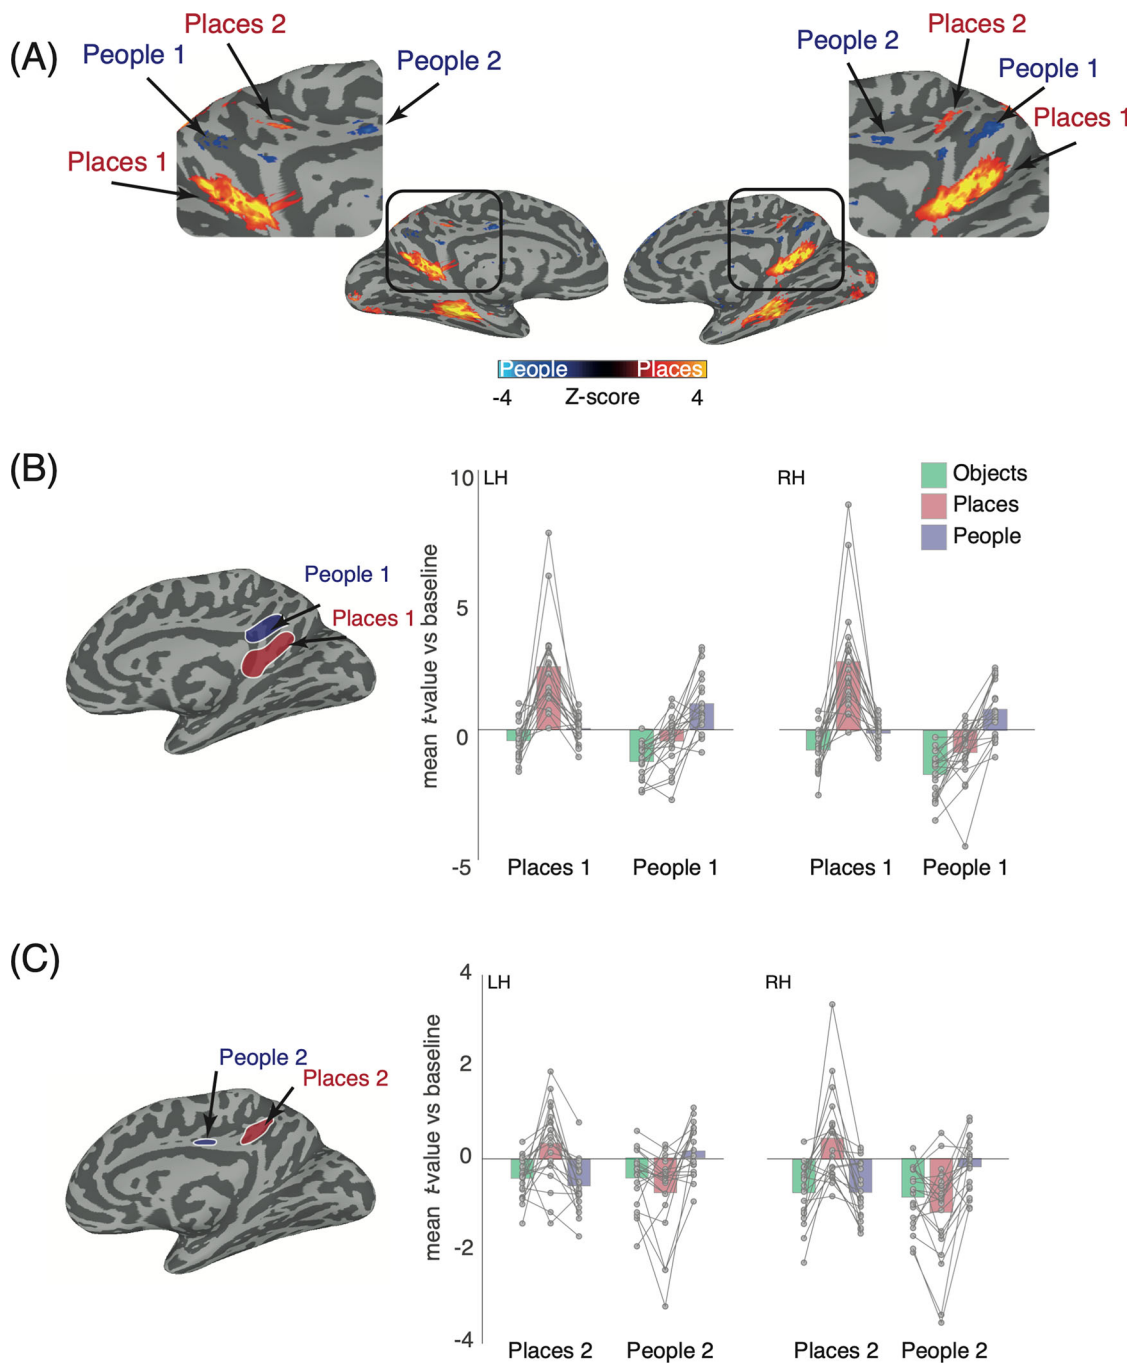 (A)
Places 2
People 1
People 2
Places 1
Places 2
People 2
People 1
Places 1
People Places
-4 Z-score 4
(B)
10 LH RH
Objects
Places
People
People 1
Places 1
mean t-value vs baseline
5
0
-5
Places 1 People 1 Places 1 People 1
(C)
4
LH RH
People 2
Places 2
mean t-value vs baseline
2
0
-2
-4
Places 2 People 2 Places 2 People 2